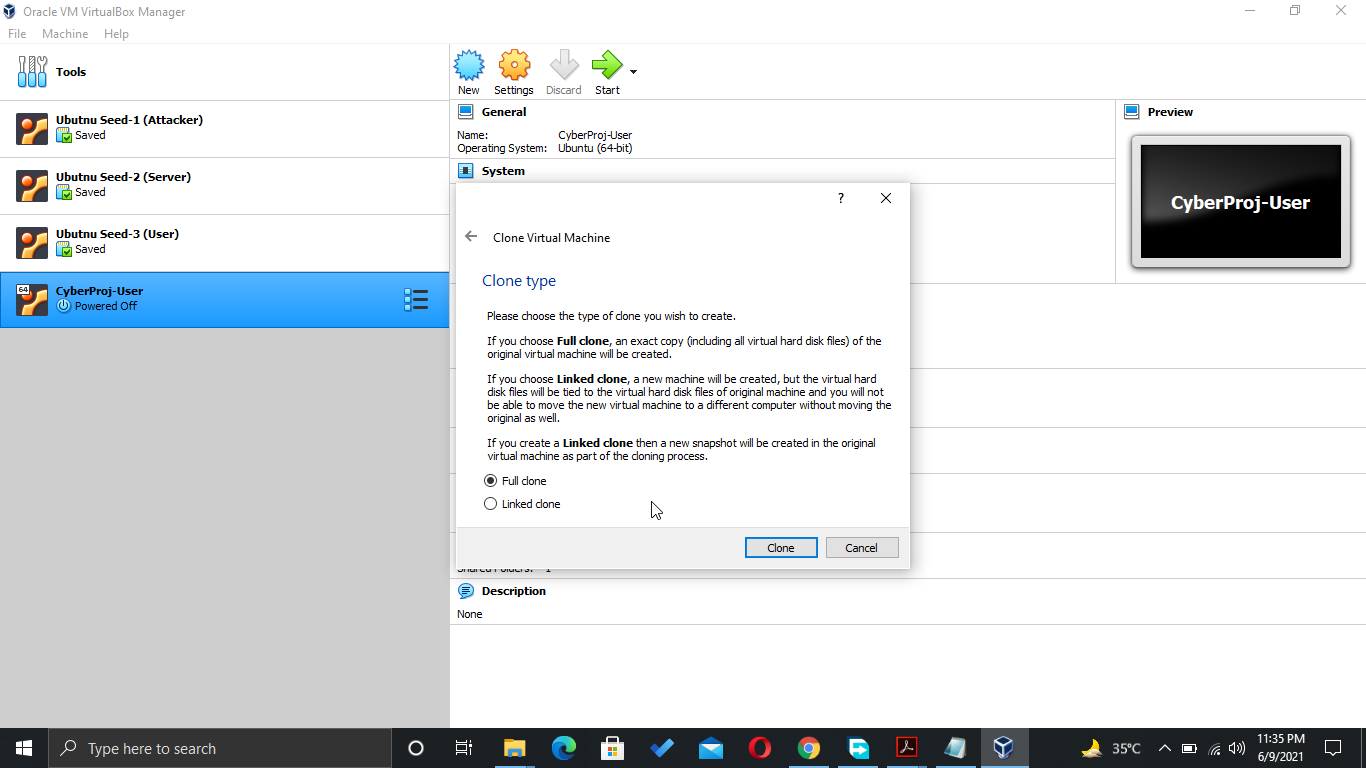 Oracle VM VirtualBox Manager
File Machine Help
Tools
Ubutnu Seed-1 (Attacker)
Saved
Ubutnu Seed-2 (Server)
Saved
Ubutnu Seed-3 (User)
Saved
64
CyberProj-User
Powered Off
New Settings Discard Start
General
Name: CyberProj-User
Operating System: Ubuntu (64-bit)
System
Preview
CyberProj-User
?
Clone Virtual Machine
Clone type
Please choose the type of clone you wish to create.
If you choose Full clone, an exact copy (including all virtual hard disk files) of the
original virtual machine will be created.
If you choose Linked clone, a new machine will be created, but the virtual hard
disk files will be tied to the virtual hard disk files of original machine and you will not
be able to move the new virtual machine to a different computer without moving the
original as well.
If you create a Linked clone then a new snapshot will be created in the original
virtual machine as part of the cloning process.
Full clone
Linked clone
Clone Cancel
Shared Folders: 1
Description
None
Type here to search
35°C
11:35 PM
6/9/2021